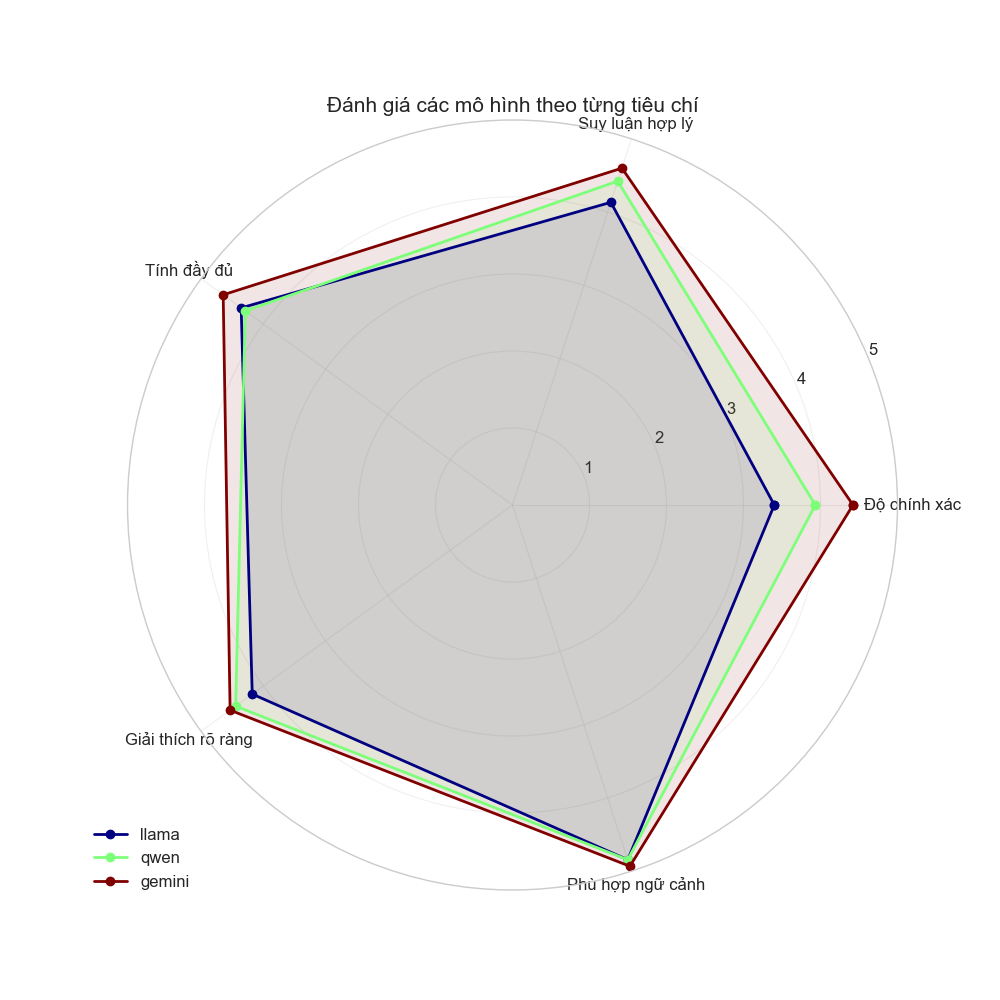 Đánh giá các mô hình theo từng tiêu chí
Suy luận hợp lý
Tính đầy đủ
5
4
3
2
1
Độ chính xác
Giải thích rõ ràng
Phù hợp ngữ cảnh
llama
qwen
gemini